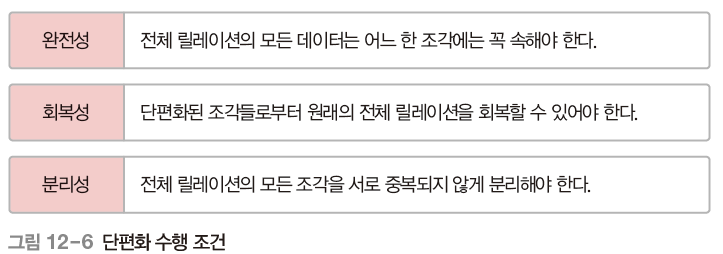 완전성 전체 릴레이션의 모든 데이터는 어느 한 조각에는 꼭 속해야 한다.
회복성 단편화된 조각들로부터 원래의 전체 릴레이션을 회복할 수 있어야 한다.
분리성 전체 릴레이션의 모든 조각을 서로 중복되지 않게 분리해야 한다.
그림 12-6 단편화 수행 조건